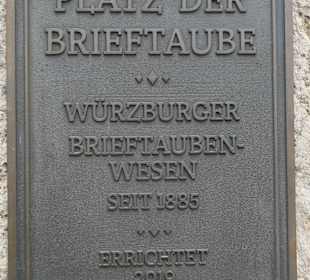 PLATZ DER
BRIEFTAUBE
WÜRZBURGER
BRIEFTAUBEN-
WESEN
SEIT 1885
ERRICHTET